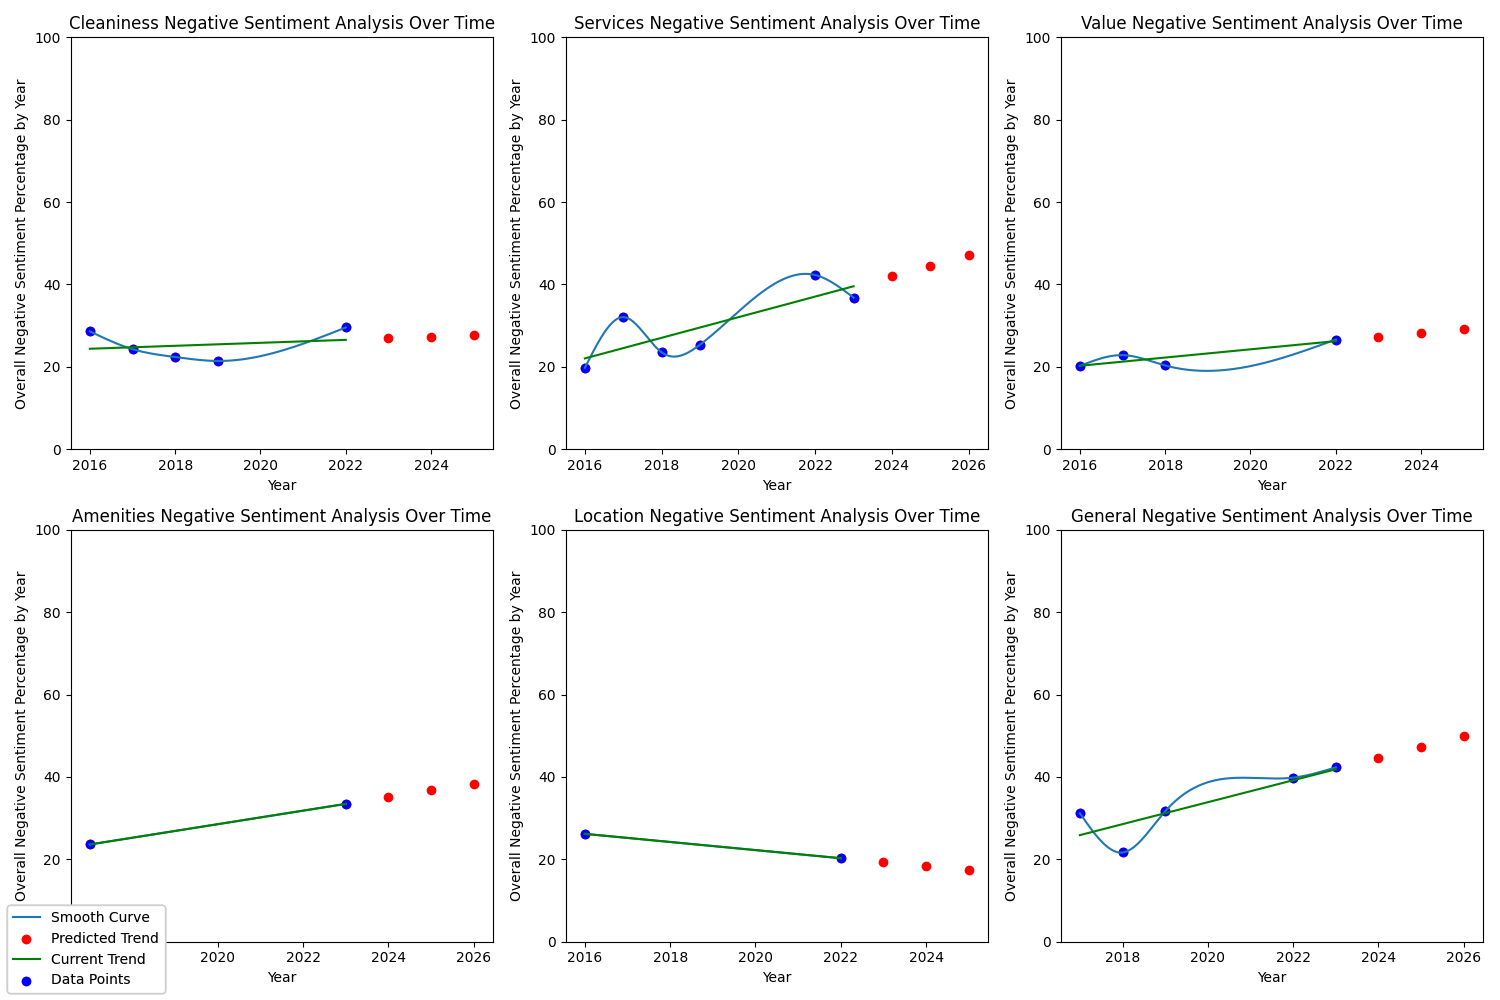 Cleaniness Negative Sentiment Analysis Over Time
Overall Negative Sentiment Percentage by Year
100
80
60
40
20
0
2016 2018 2020 2022 2024
Year
Services Negative Sentiment Analysis Over Time
Overall Negative Sentiment Percentage by Year
100
80
60
40
20
0
2016 2018 2020 2022 2024 2026
Year
Value Negative Sentiment Analysis Over Time
Overall Negative Sentiment Percentage by Year
100
80
60
40
20
0
2016 2018 2020 2022 2024
Year
Amenities Negative Sentiment Analysis Over Time
Overall Negative Sentiment Percentage by Year
100
80
60
40
20
2020 2022 2024 2026
Year
Smooth Curve
Predicted Trend
Current Trend
Data Points
Location Negative Sentiment Analysis Over Time
Overall Negative Sentiment Percentage by Year
100
80
60
40
20
0
2016 2018 2020 2022 2024
Year
General Negative Sentiment Analysis Over Time
Overall Negative Sentiment Percentage by Year
100
80
60
40
20
0
2018 2020 2022 2024 2026
Year